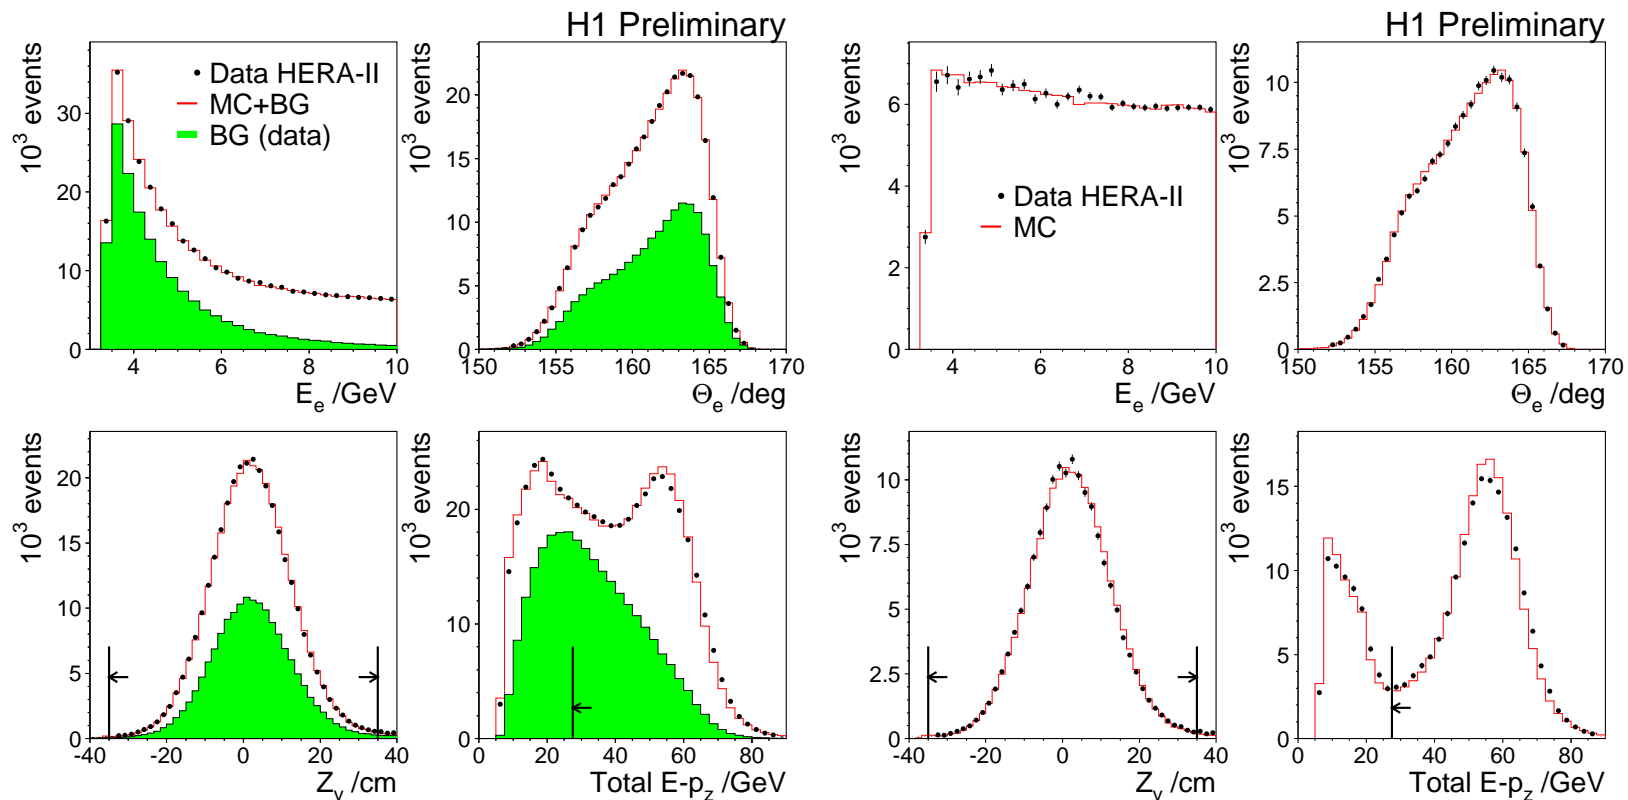 H1 Preliminary
10³ events
30
20
10
0
4 6 8 10
E_e /GeV
Data HERA-II
MC+BG
BG (data)
10³ events
20
15
10
5
0
150 155 160 165 170
Θ_e /deg
H1 Preliminary
10³ events
6
4
2
0
4 6 8 10
E_e /GeV
Data HERA-II
MC
10³ events
10
7.5
5
2.5
0
150 155 160 165 170
Θ_e /deg
10³ events
20
15
10
5
0
-40 -20 0 20 40
Z_v /cm
10³ events
20
10
0
0 20 40 60 80
Total E-p_z /GeV
10³ events
10
7.5
5
2.5
0
-40 -20 0 20 40
Z_v /cm
10³ events
15
10
5
0
0 20 40 60 80
Total E-p_z /GeV